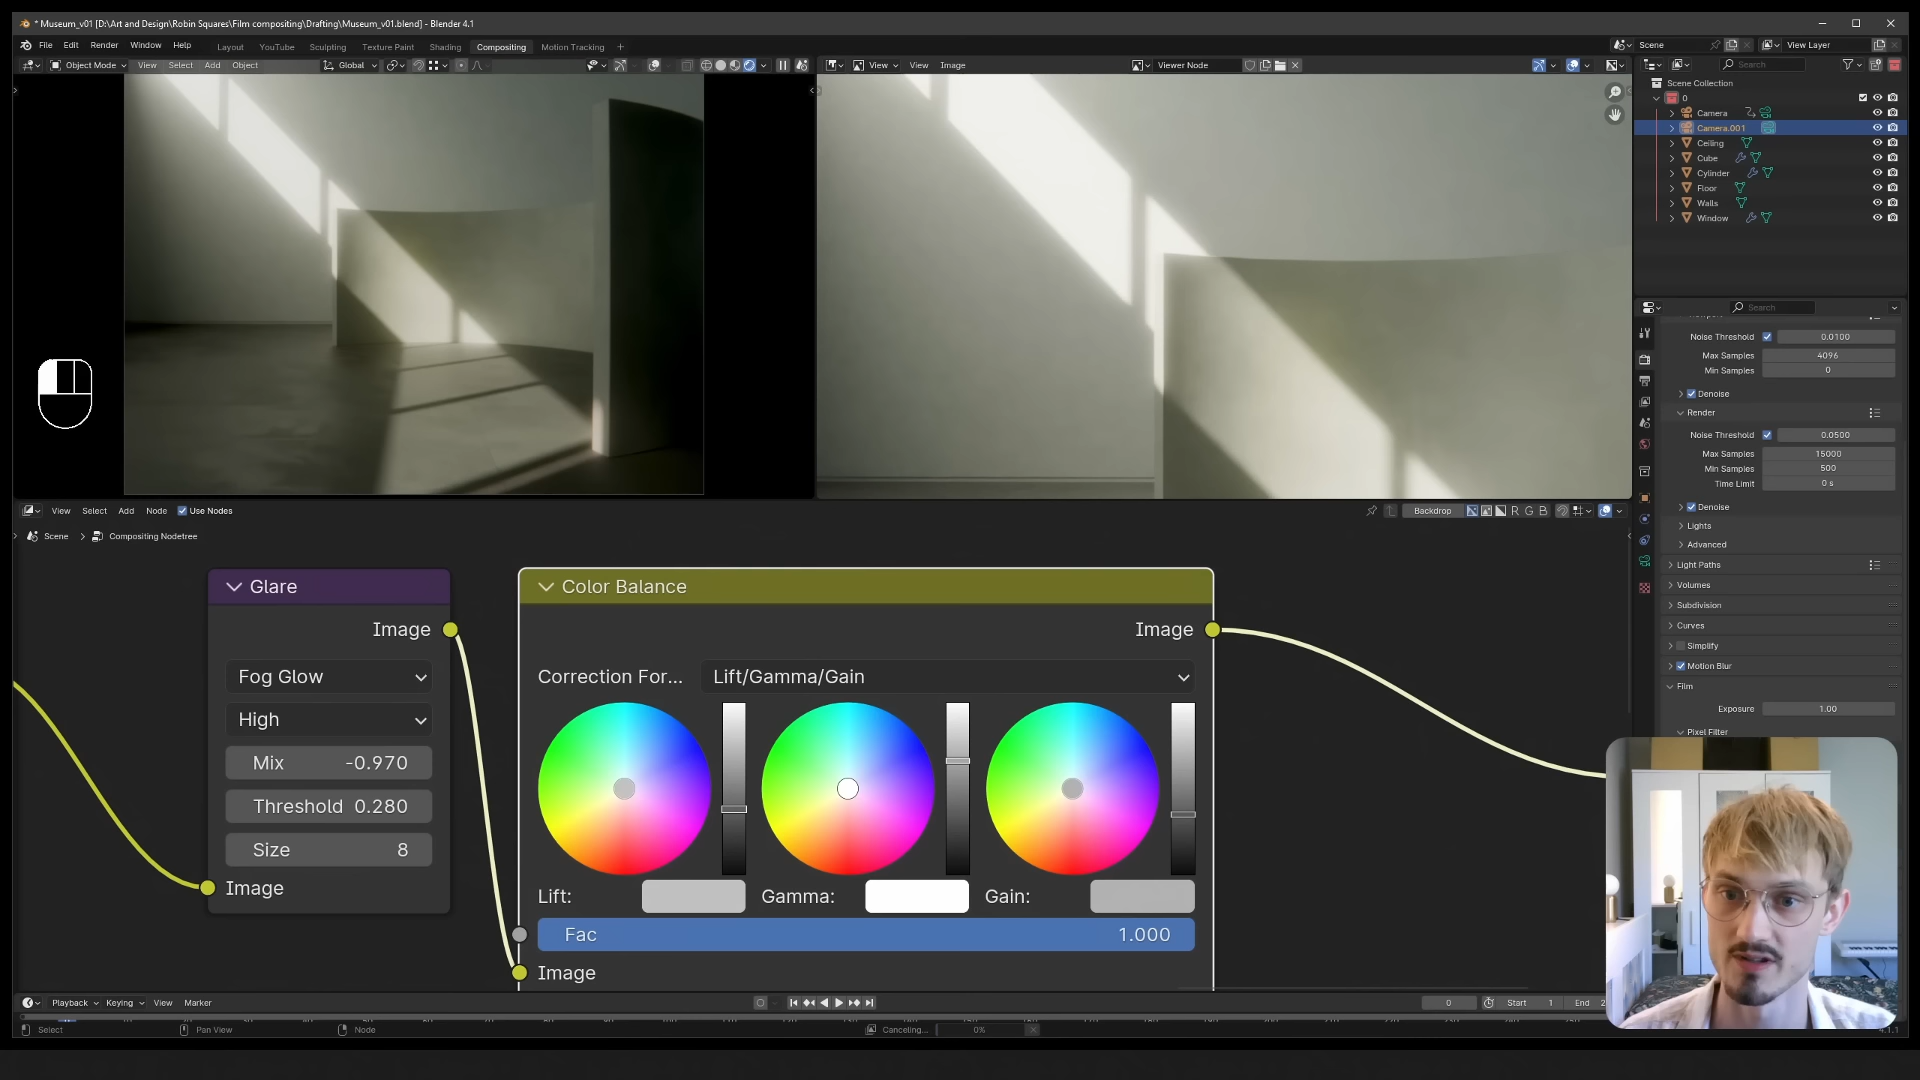 * Museum_v01 [D:\Art and Design\Robin Squares\Film compositing\Drafting\Museum_v01.blend] - Blender 4.1
File Edit Render Window Help
Layout YouTube Sculpting Texture Paint Shading Compositing Motion Tracking +
Scene View Layer
Object Mode View Select Add Object Global
View View Image Viewer Node
Search
Scene Collection
0
Camera
Camera.001
Ceiling
Cube
Cylinder
Floor
Walls
Window
Search
Noise Threshold 0.0100
Max Samples 4096
Min Samples 0
Denoise
Render
Noise Threshold 0.0500
Max Samples 15000
Min Samples 500
Time Limit 0 s
Denoise
Lights
Advanced
Light Paths
Volumes
Subdivision
Curves
Simplify
Motion Blur
Film
Exposure 1.00
Pixel Filter
View Select Add Node Use Nodes
Backdrop R G B
Scene > Compositing Nodetree
Glare
Image
Fog Glow
High
Mix -0.970
Threshold 0.280
Size 8
Image
Color Balance
Image
Correction For... Lift/Gamma/Gain
Lift: Gamma: Gain:
Fac 1.000
Image
Playback Keying View Marker
0 Start 1 End 2
Select Pan View Node Canceling... 0%
4.1.1